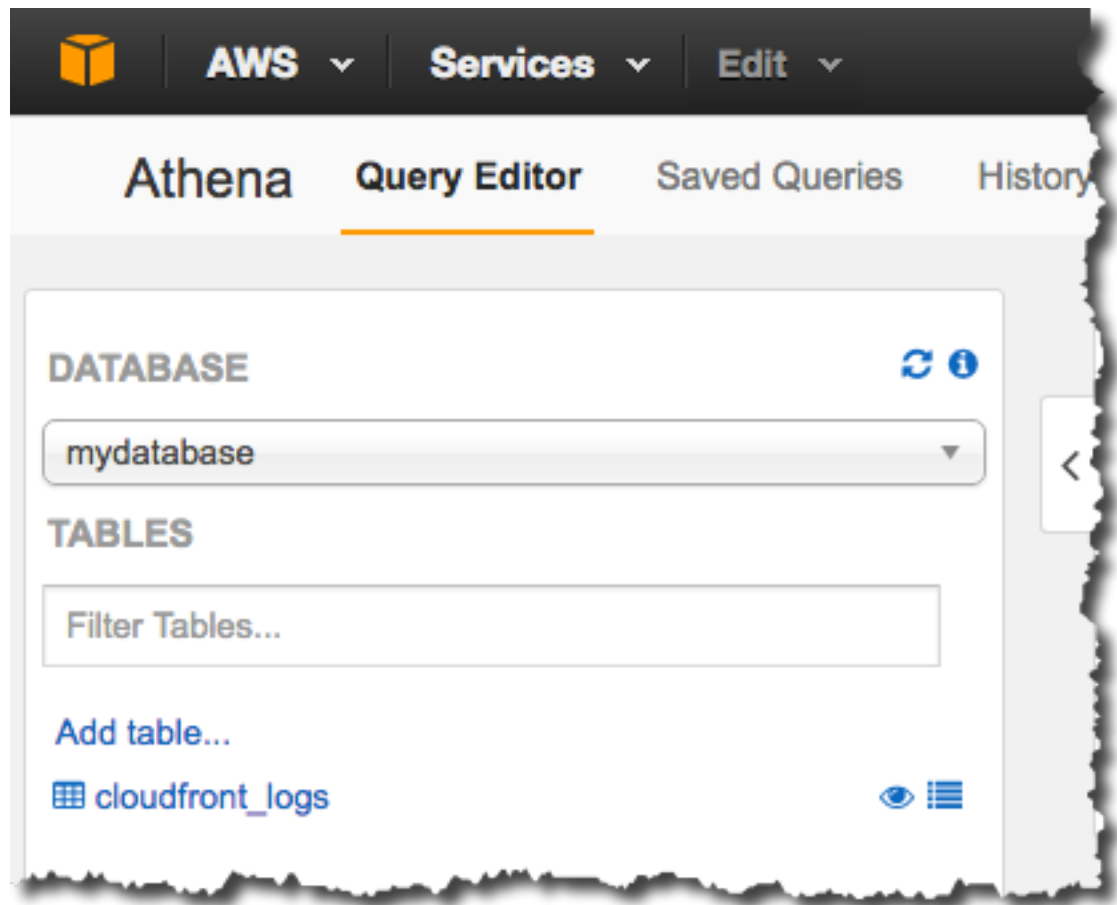 AWS Services Edit
Athena Query Editor Saved Queries History
DATABASE
mydatabase
TABLES
Filter Tables...
Add table...
cloudfront_logs